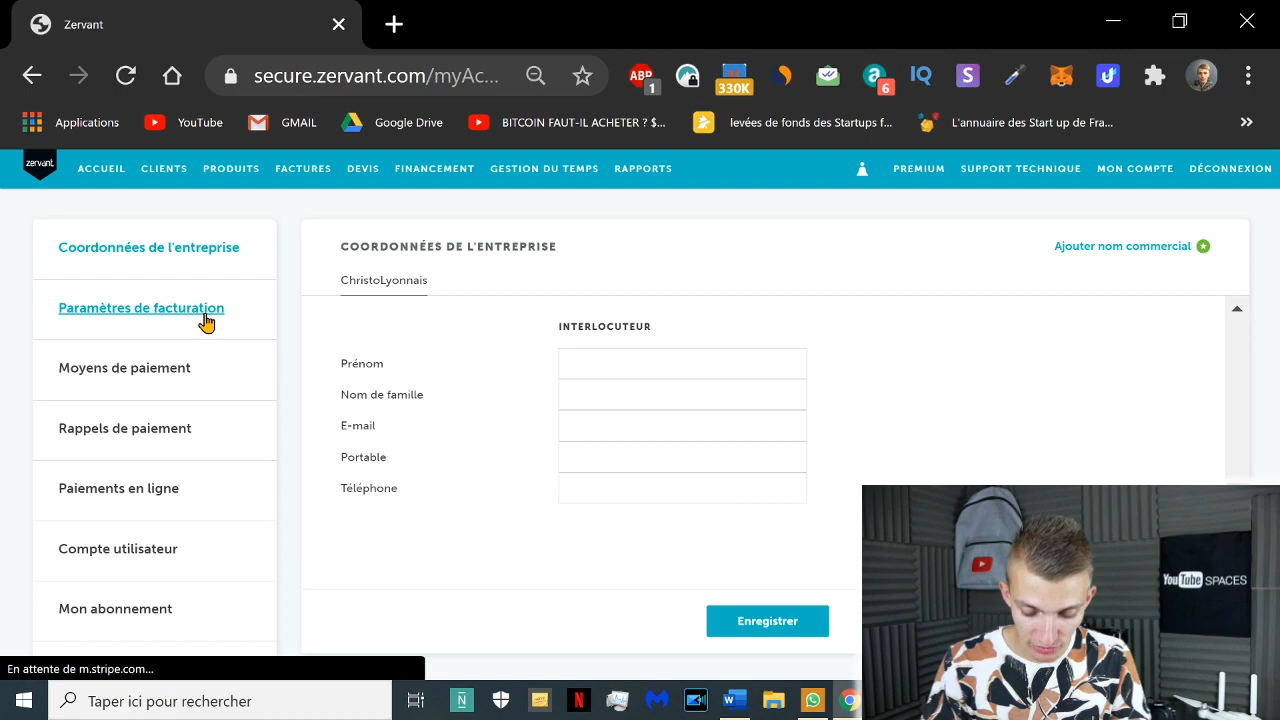 Zervant
secure.zervant.com/myAc...
ABP
1
330K
6
IQ
S
Applications
YouTube
GMAIL
Google Drive
BITCOIN FAUT-IL ACHETER ? $...
levées de fonds des Startups f...
L'annuaire des Start up de Fra...
zervant
ACCUEIL
CLIENTS
PRODUITS
FACTURES
DEVIS
FINANCEMENT
GESTION DU TEMPS
RAPPORTS
PREMIUM
SUPPORT TECHNIQUE
MON COMPTE
DÉCONNEXION
Coordonnées de l'entreprise
Paramètres de facturation
Moyens de paiement
Rappels de paiement
Paiements en ligne
Compte utilisateur
Mon abonnement
COORDONNÉES DE L'ENTREPRISE
Ajouter nom commercial
ChristoLyonnais
INTERLOCUTEUR
Prénom
Nom de famille
E-mail
Portable
Téléphone
Enregistrer
YouTube SPACES
En attente de m.stripe.com...
Taper ici pour rechercher